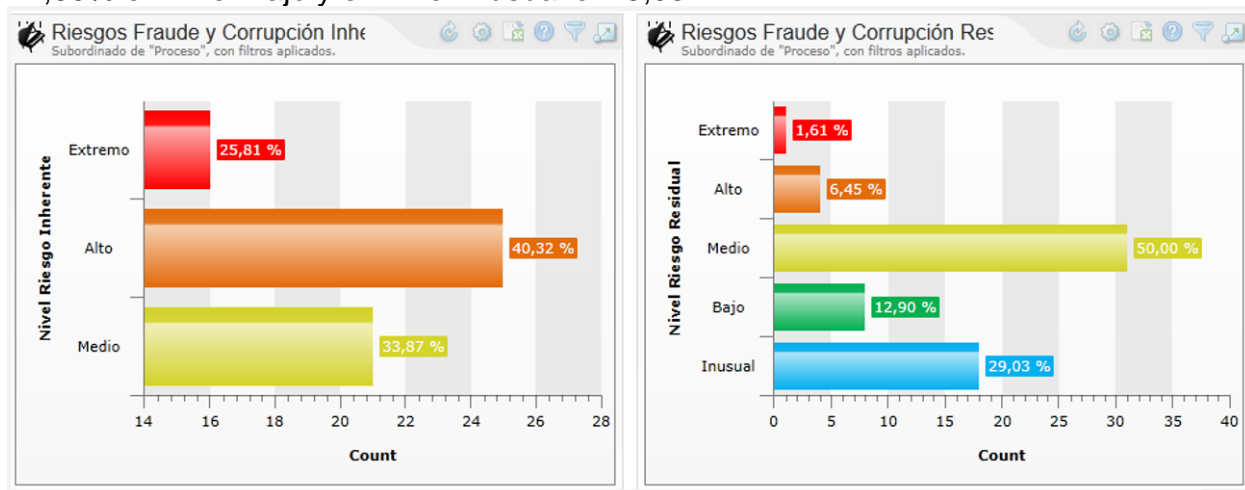 Riesgos Fraude y Corrupción Inhe
Subordinado de "Proceso", con filtros aplicados.
Nivel Riesgo Inherente
Extremo
25,81 %
Alto
40,32 %
Medio
33,87 %
14 16 18 20 22 24 26 28
Count
Riesgos Fraude y Corrupción Res
Subordinado de "Proceso", con filtros aplicados.
Nivel Riesgo Residual
Extremo
1,61 %
Alto
6,45 %
Medio
50,00 %
Bajo
12,90 %
Inusual
29,03 %
0 5 10 15 20 25 30 35 40
Count